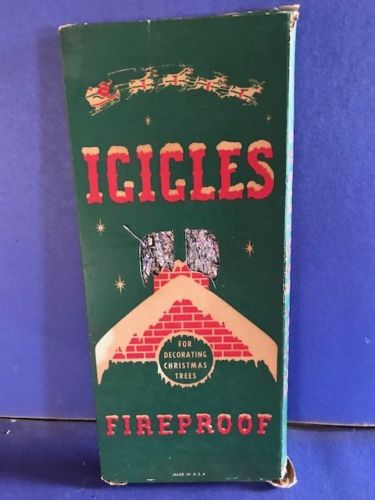 ICICLES
FOR
DECORATING
CHRISTMAS
TREES
FIREPROOF
MADE IN U.S.A